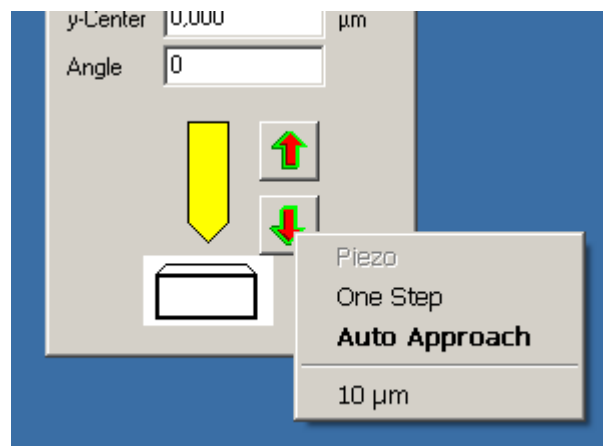 y-Center 0,000 µm
Angle 0
Piezo
One Step
Auto Approach
10 µm